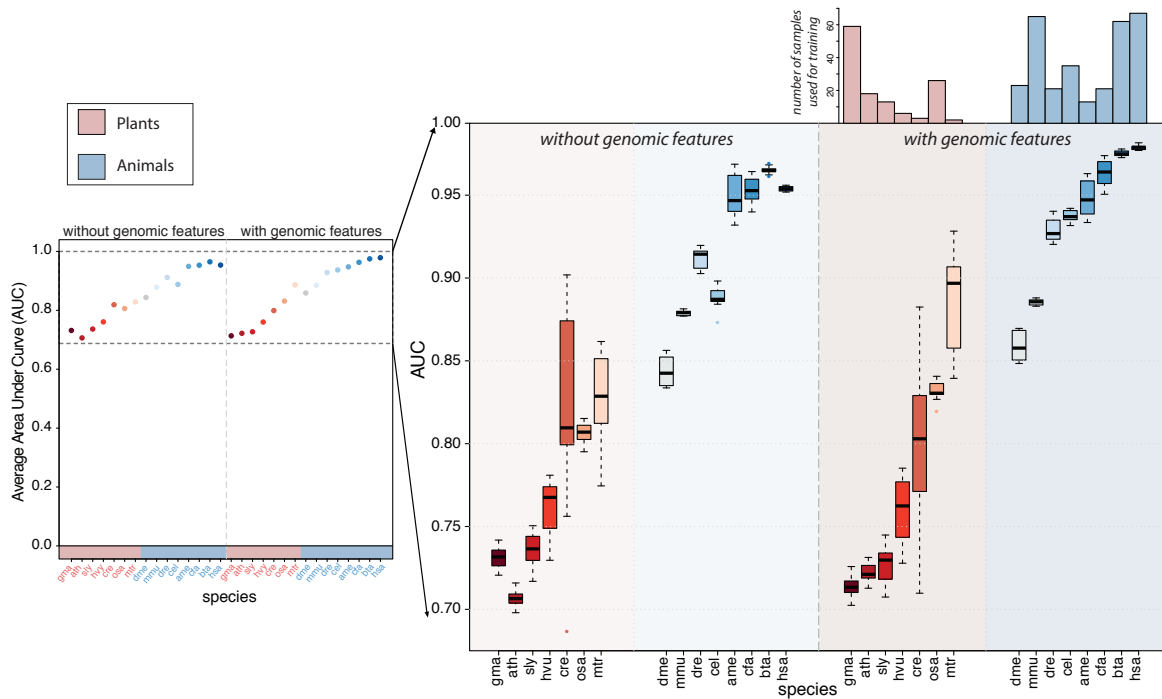 number of samples
used for training
20
40
60
Plants
Animals
without genomic features
with genomic features
Average Area Under Curve (AUC)
1.0
0.8
0.6
0.4
0.2
0.0
gma
ath
sly
hvy
cre
osa
mtr
dme
mmu
dre
cel
ame
cfa
bta
hsa
gma
ath
sly
hvy
cre
osa
mtr
dme
mmu
dre
cel
ame
cfa
bta
hsa
species
without genomic features
with genomic features
AUC
1.00
0.95
0.90
0.85
0.80
0.75
0.70
gma
ath
sly
hvu
cre
osa
mtr
dme
mmu
dre
cel
ame
cfa
bta
hsa
gma
ath
sly
hvu
cre
osa
mtr
dme
mmu
dre
cel
ame
cfa
bta
hsa
species